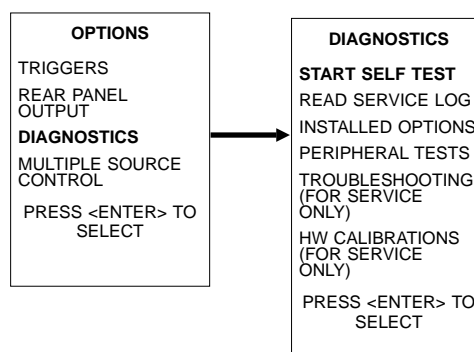 OPTIONS
TRIGGERS
REAR PANEL
OUTPUT
DIAGNOSTICS
MULTIPLE SOURCE
CONTROL
PRESS <ENTER> TO
SELECT
DIAGNOSTICS
START SELF TEST
READ SERVICE LOG
INSTALLED OPTIONS
PERIPHERAL TESTS
TROUBLESHOOTING
(FOR SERVICE
ONLY)
HW CALIBRATIONS
(FOR SERVICE
ONLY)
PRESS <ENTER> TO
SELECT